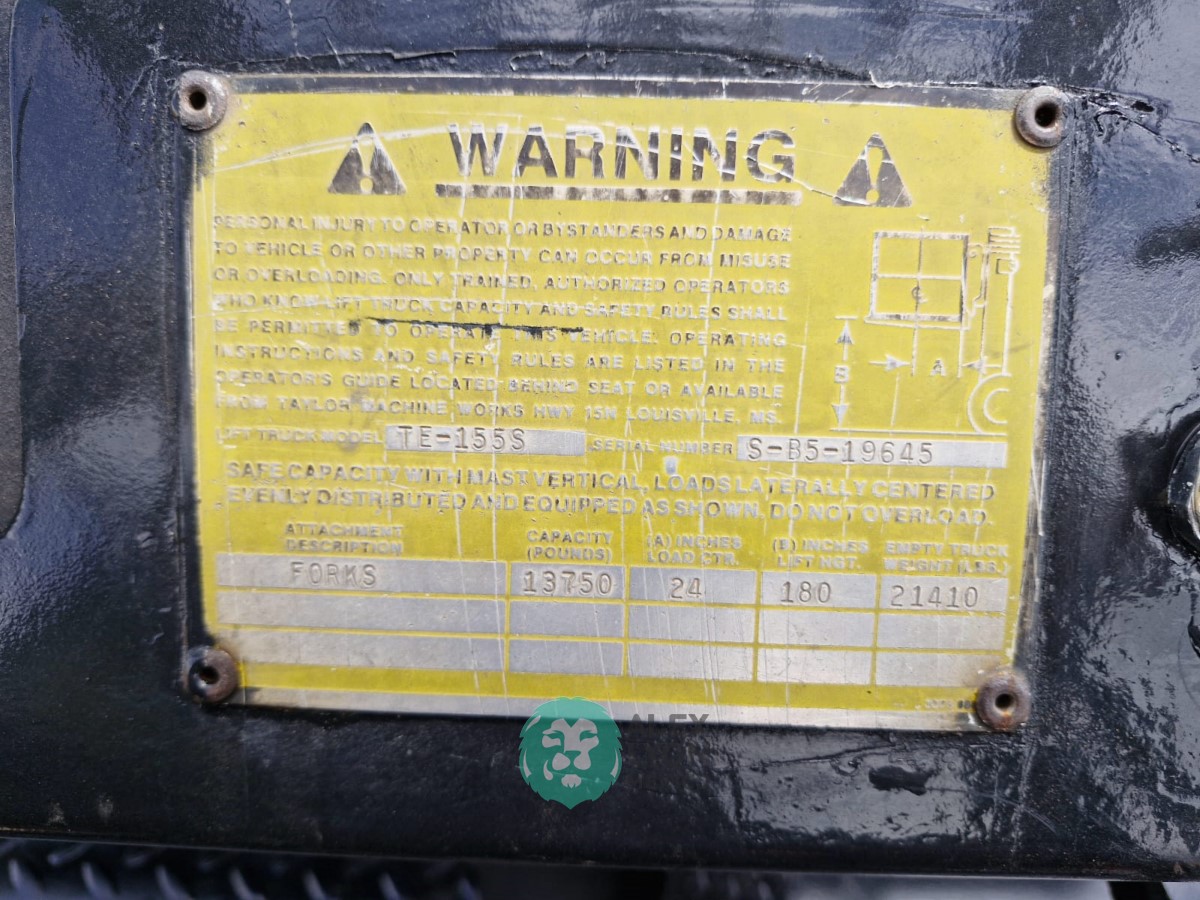 WARNING
PERSONAL INJURY TO OPERATOR OR BYSTANDERS AND DAMAGE
TO VEHICLE OR OTHER PROPERTY CAN OCCUR FROM MISUSE
OR OVERLOADING. ONLY TRAINED, AUTHORIZED OPERATORS
WHO KNOW LIFT TRUCK CAPACITY AND SAFETY RULES SHALL
BE PERMITTED TO OPERATE THIS VEHICLE. OPERATING
INSTRUCTIONS AND SAFETY RULES ARE LISTED IN THE
OPERATOR'S GUIDE LOCATED BEHIND SEAT OR AVAILABLE
FROM TAYLOR MACHINE WORKS HWY 15N LOUISVILLE, MS.
A
B
LIFT TRUCK MODEL TE-155S SERIAL NUMBER S-B5-19645
SAFE CAPACITY WITH MAST VERTICAL, LOADS LATERALLY CENTERED
EVENLY DISTRIBUTED AND EQUIPPED AS SHOWN. DO NOT OVERLOAD.
ATTACHMENT CAPACITY (A) INCHES (B) INCHES EMPTY TRUCK
DESCRIPTION (POUNDS) LOAD CTR. LIFT HGT. WEIGHT (LBS.)
FORKS 13750 24 180 21410
ALEX